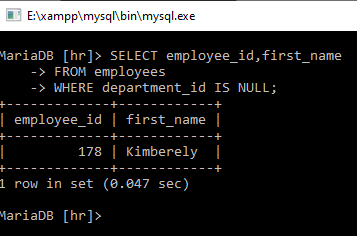 E:\xampp\mysql\bin\mysql.exe
MariaDB [hr]> SELECT employee_id,first_name
    -> FROM employees
    -> WHERE department_id IS NULL;
+-------------+------------+
| employee_id | first_name |
+-------------+------------+
|         178 | Kimberely  |
+-------------+------------+
1 row in set (0.047 sec)
MariaDB [hr]>